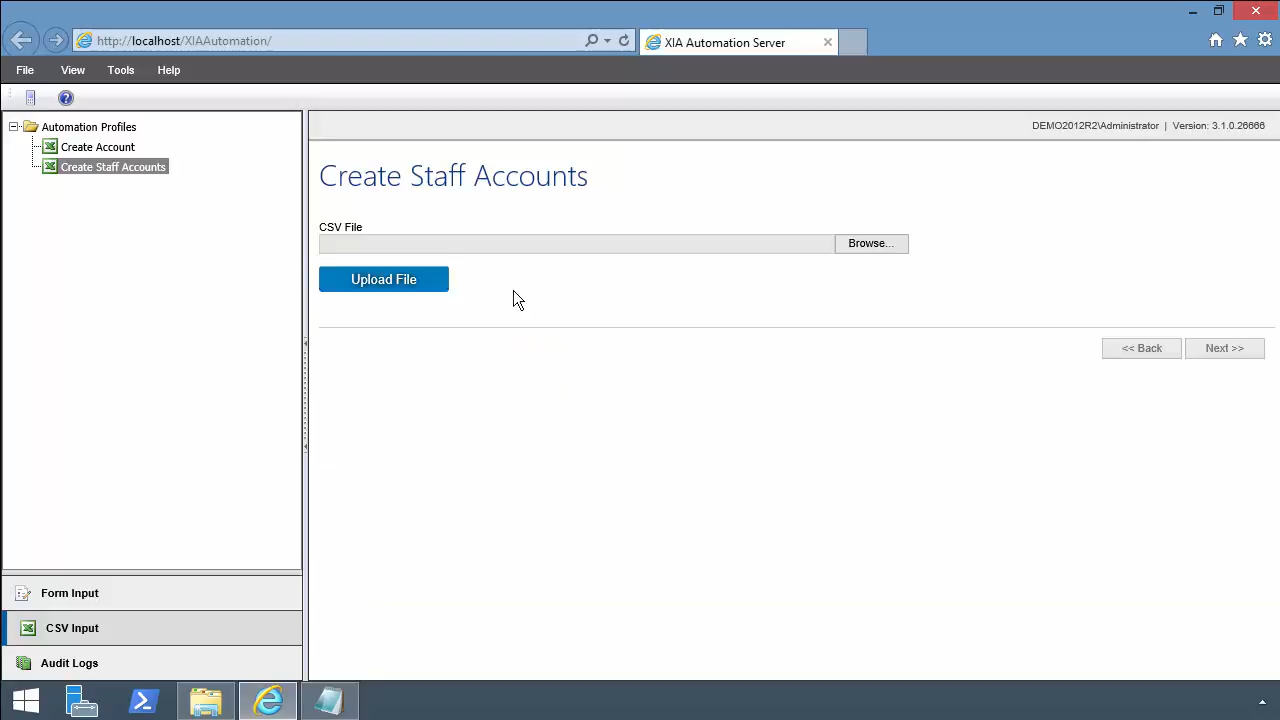 http://localhost/XIAAutomation/
XIA Automation Server
File View Tools Help
Automation Profiles
Create Account
Create Staff Accounts
DEMO2012R2\Administrator | Version: 3.1.0.26666
Create Staff Accounts
CSV File
Browse...
Upload File
<< Back Next >>
Form Input
CSV Input
Audit Logs